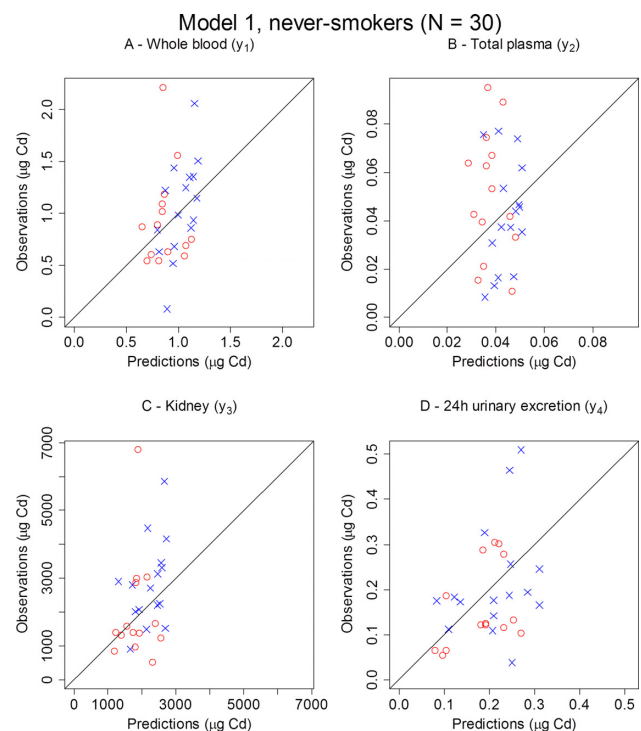 Model 1, never-smokers (N = 30)
A - Whole blood (y₁)
Observations (µg Cd)
0.0 0.5 1.0 1.5 2.0
0.0 0.5 1.0 1.5 2.0
Predictions (µg Cd)
B - Total plasma (y₂)
Observations (µg Cd)
0.00 0.02 0.04 0.06 0.08
0.00 0.02 0.04 0.06 0.08
Predictions (µg Cd)
C - Kidney (y₃)
Observations (µg Cd)
0 1000 3000 5000 7000
0 1000 3000 5000 7000
Predictions (µg Cd)
D - 24h urinary excretion (y₄)
Observations (µg Cd)
0.0 0.1 0.2 0.3 0.4 0.5
0.0 0.1 0.2 0.3 0.4 0.5
Predictions (µg Cd)